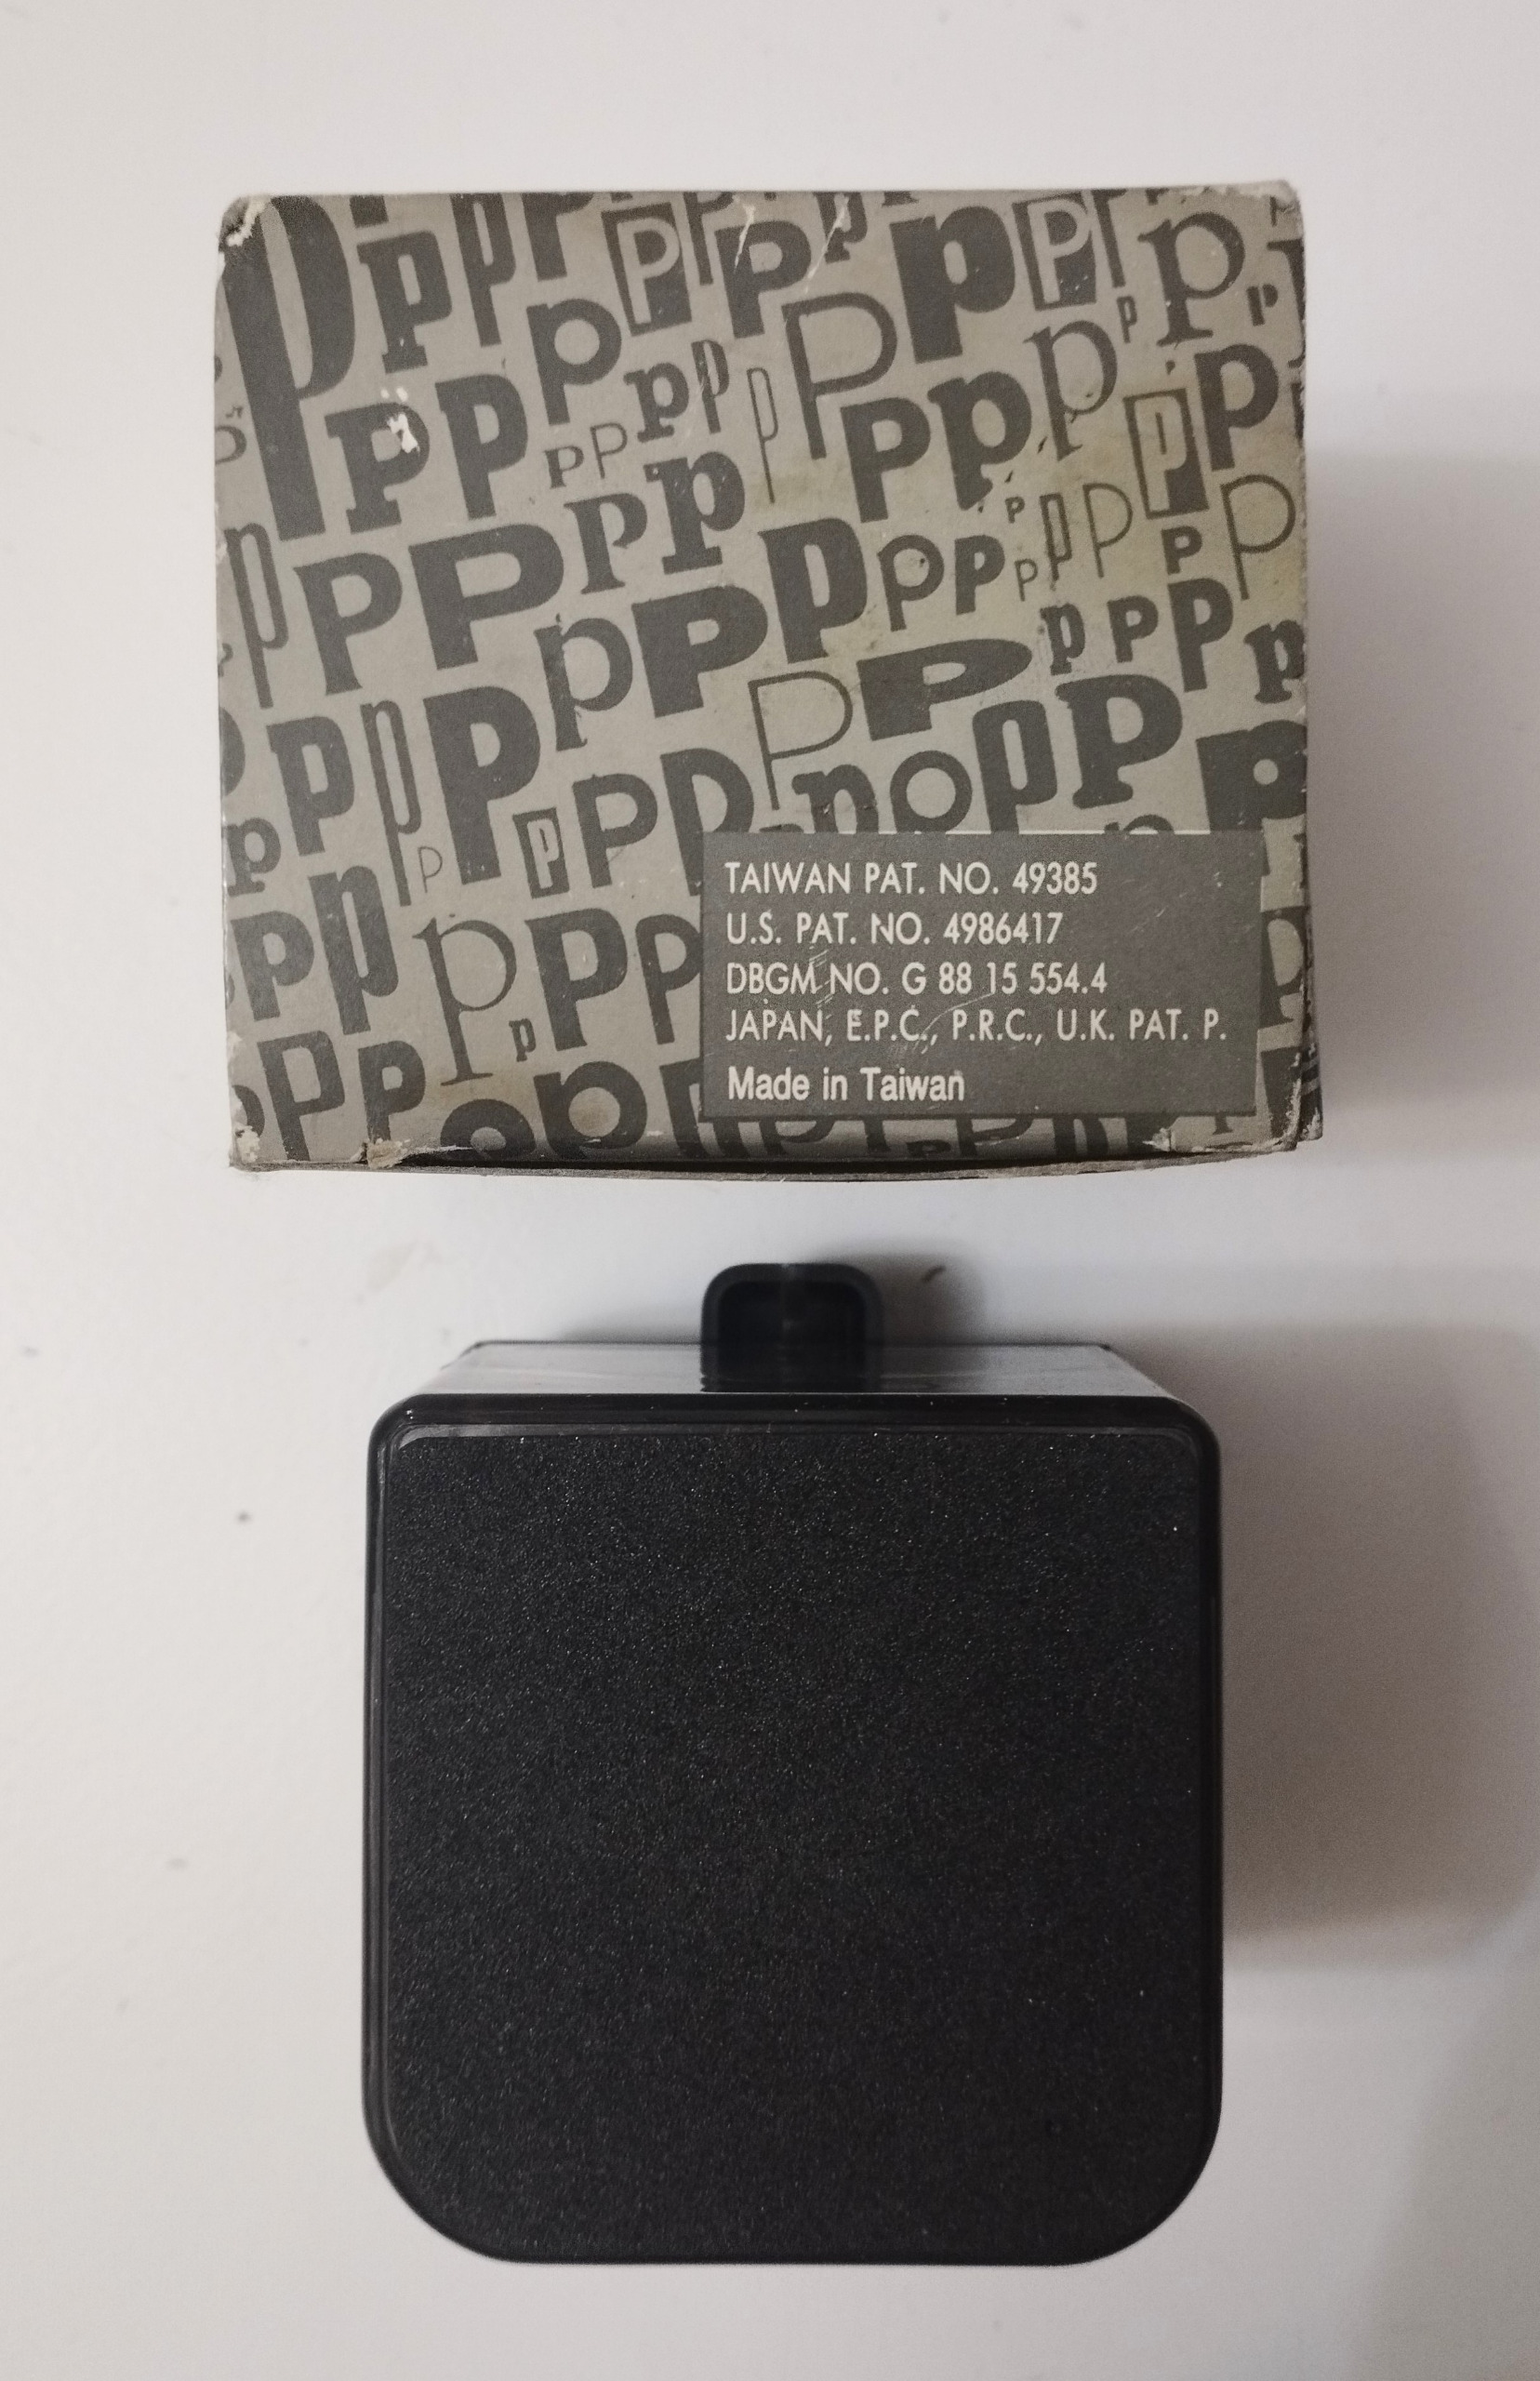 TAIWAN PAT. NO. 49385
U.S. PAT. NO. 4986417
DBGM NO. G 88 15 554.4
JAPAN, E.P.C., P.R.C., U.K. PAT. P.
Made in Taiwan